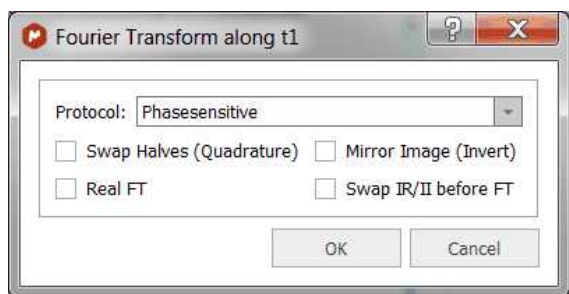 Fourier Transform along t1
Protocol: Phasesensitive
Swap Halves (Quadrature) Mirror Image (Invert)
Real FT Swap IR/II before FT
OK Cancel